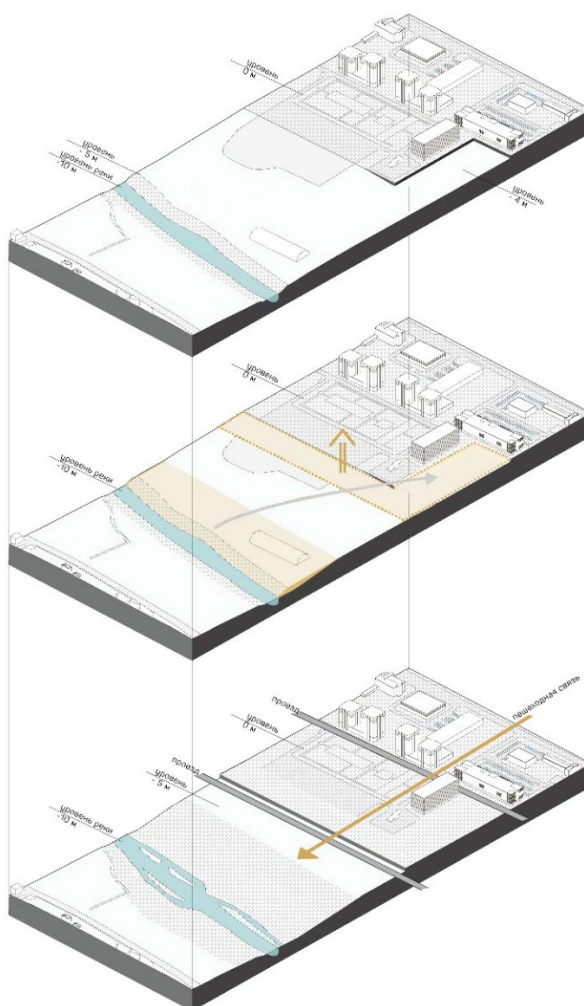 уровень
0 м
уровень
- 5 м
уровень реки
-10 м
уровень
- 4 м
уровень
0 м
уровень реки
-10 м
проезд
пешеходная связь
уровень
0 м
проезд
уровень
- 5 м
уровень реки
-10 м